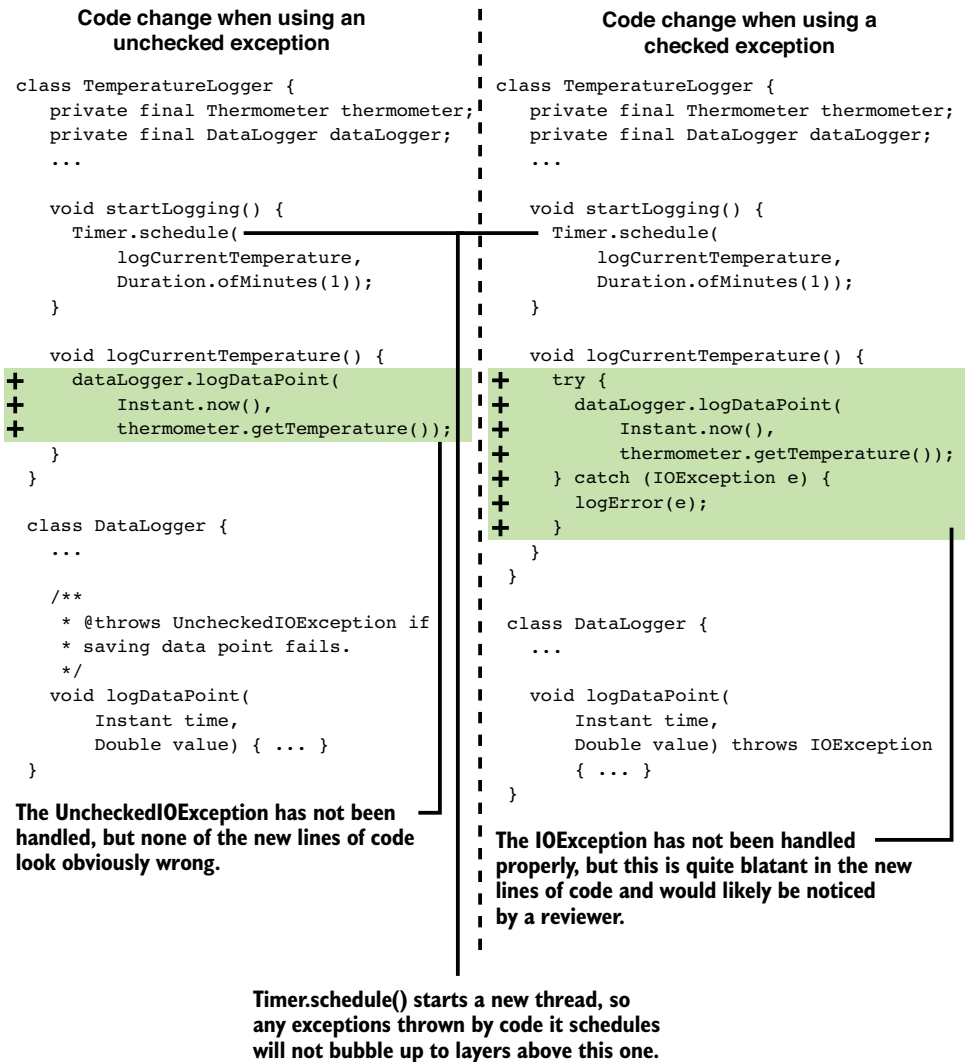 Code change when using an
unchecked exception
class TemperatureLogger {
private final Thermometer thermometer;
private final DataLogger dataLogger;
...
void startLogging() {
Timer.schedule(
logCurrentTemperature,
Duration.ofMinutes(1));
}
void logCurrentTemperature() {
+ dataLogger.logDataPoint(
+ Instant.now(),
+ thermometer.getTemperature());
}
}
class DataLogger {
...
/**
* @throws UncheckedIOException if
* saving data point fails.
*/
void logDataPoint(
Instant time,
Double value) { ... }
}
The UncheckedIOException has not been
handled, but none of the new lines of code
look obviously wrong.
Code change when using a
checked exception
class TemperatureLogger {
private final Thermometer thermometer;
private final DataLogger dataLogger;
...
void startLogging() {
Timer.schedule(
logCurrentTemperature,
Duration.ofMinutes(1));
}
void logCurrentTemperature() {
+ try {
+ dataLogger.logDataPoint(
+ Instant.now(),
+ thermometer.getTemperature());
+ } catch (IOException e) {
+ logError(e);
+ }
}
}
class DataLogger {
...
void logDataPoint(
Instant time,
Double value) throws IOException
{ ... }
}
The IOException has not been handled
properly, but this is quite blatant in the new
lines of code and would likely be noticed
by a reviewer.
Timer.schedule() starts a new thread, so
any exceptions thrown by code it schedules
will not bubble up to layers above this one.